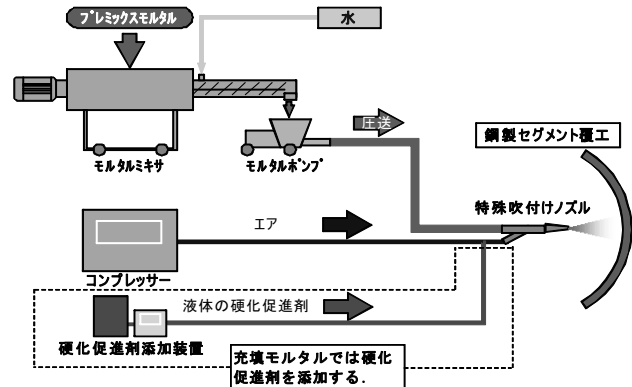 プレミックスモルタル
水
モルタルミキサ
モルタルポンプ
圧送
鋼製セグメント覆工
特殊吹付けノズル
エア
コンプレッサー
液体の硬化促進剤
硬化促進剤添加装置
充填モルタルでは硬化
促進剤を添加する.